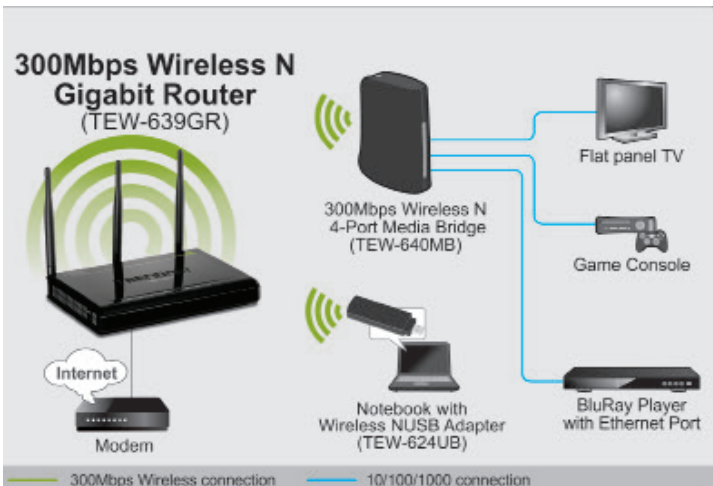 300Mbps Wireless N
Gigabit Router
(TEW-639GR)
TRENDNET
Internet
Modem
300Mbps Wireless N
4-Port Media Bridge
(TEW-640MB)
Notebook with
Wireless NUSB Adapter
(TEW-624UB)
Flat panel TV
Game Console
BluRay Player
with Ethernet Port
300Mbps Wireless connection
10/100/1000 connection